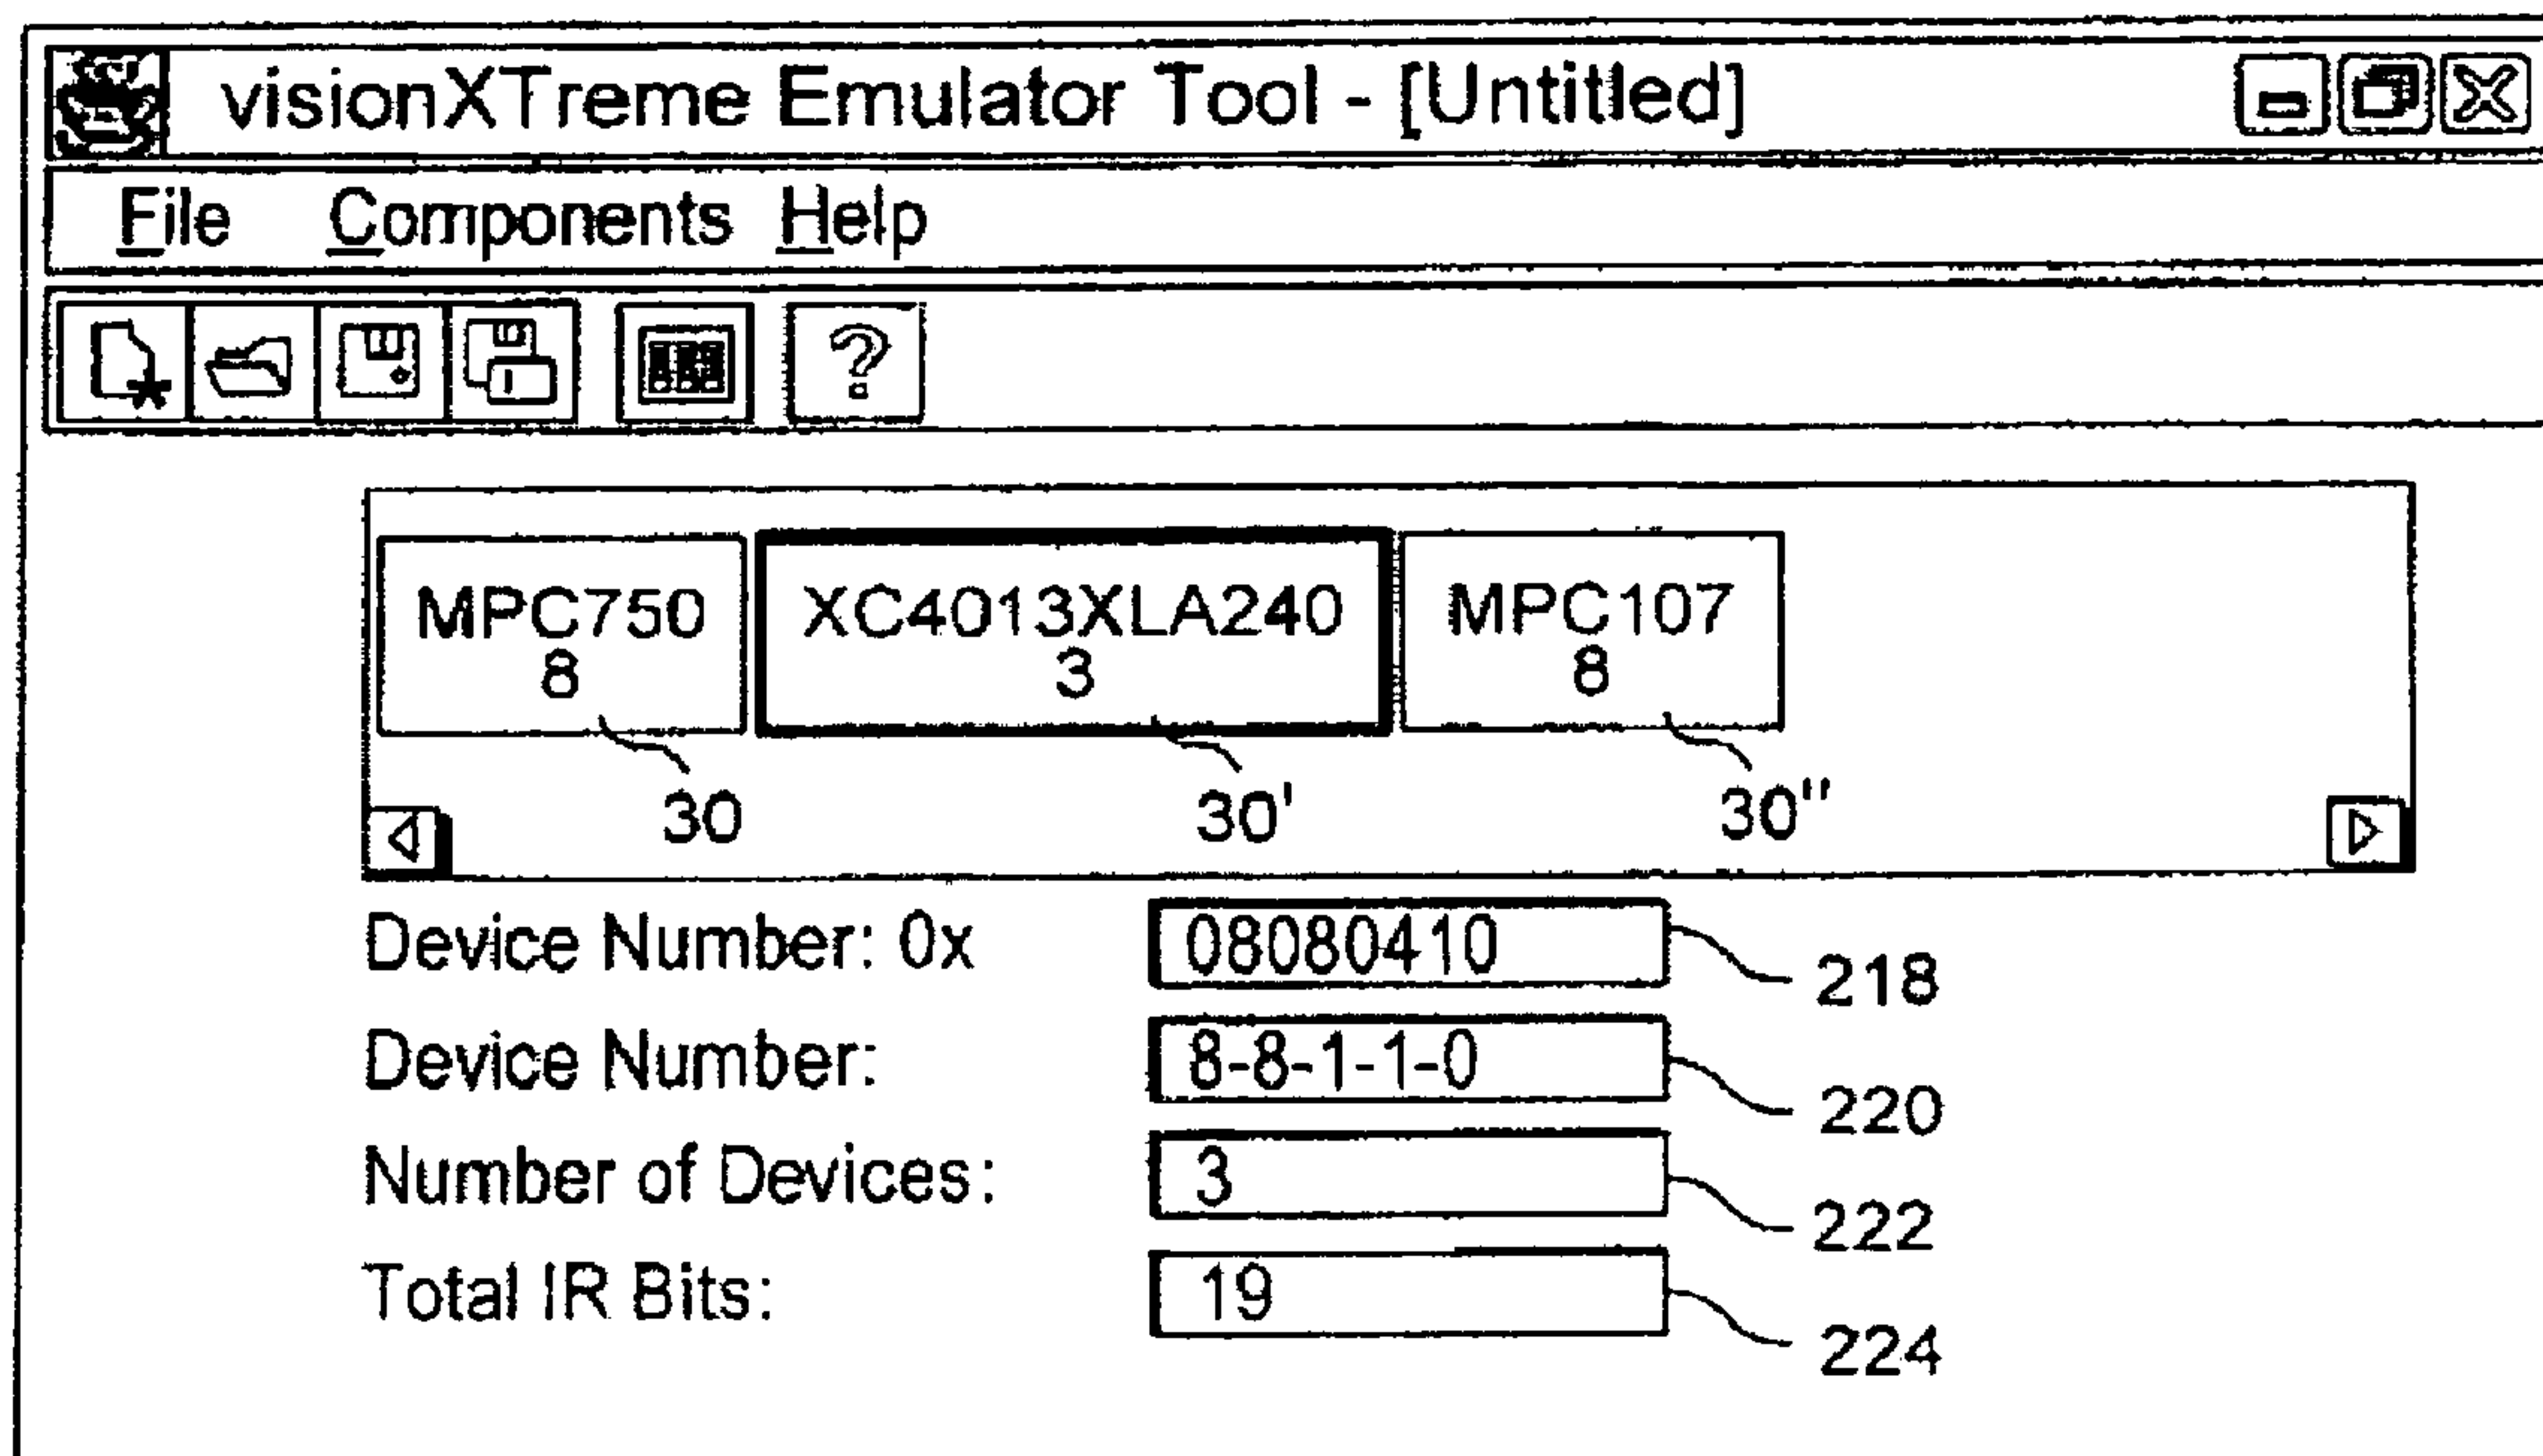 visionXTreme Emulator Tool - [Untitled]
File Components Help
?
MPC750 XC4013XLA240 MPC107
8 3 8
30 30' 30"
Device Number: 0x 08080410 218
Device Number: 8-8-1-1-0 220
Number of Devices: 3 222
Total IR Bits: 19 224